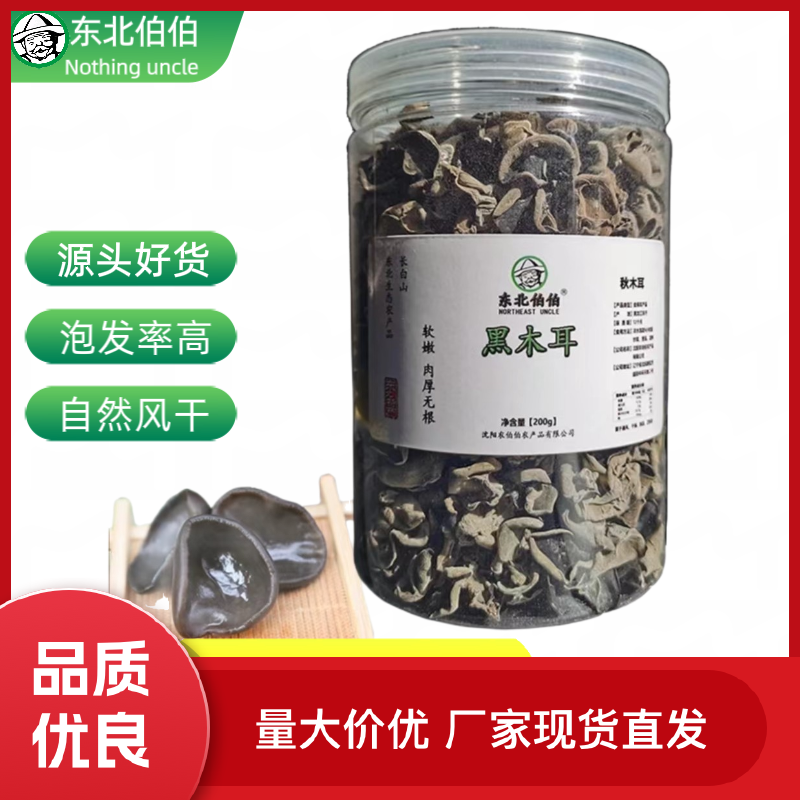 东北伯伯
Nothing uncle
源头好货
泡发率高
自然风干
长白山
东北生态农产品
东北伯伯®
NORTHEAST UNCLE
黑木耳
软嫩 肉厚无根
净含量【200g】
沈阳农伯伯农产品有限公司
秋木耳
品质
优良
量大价优 厂家现货直发